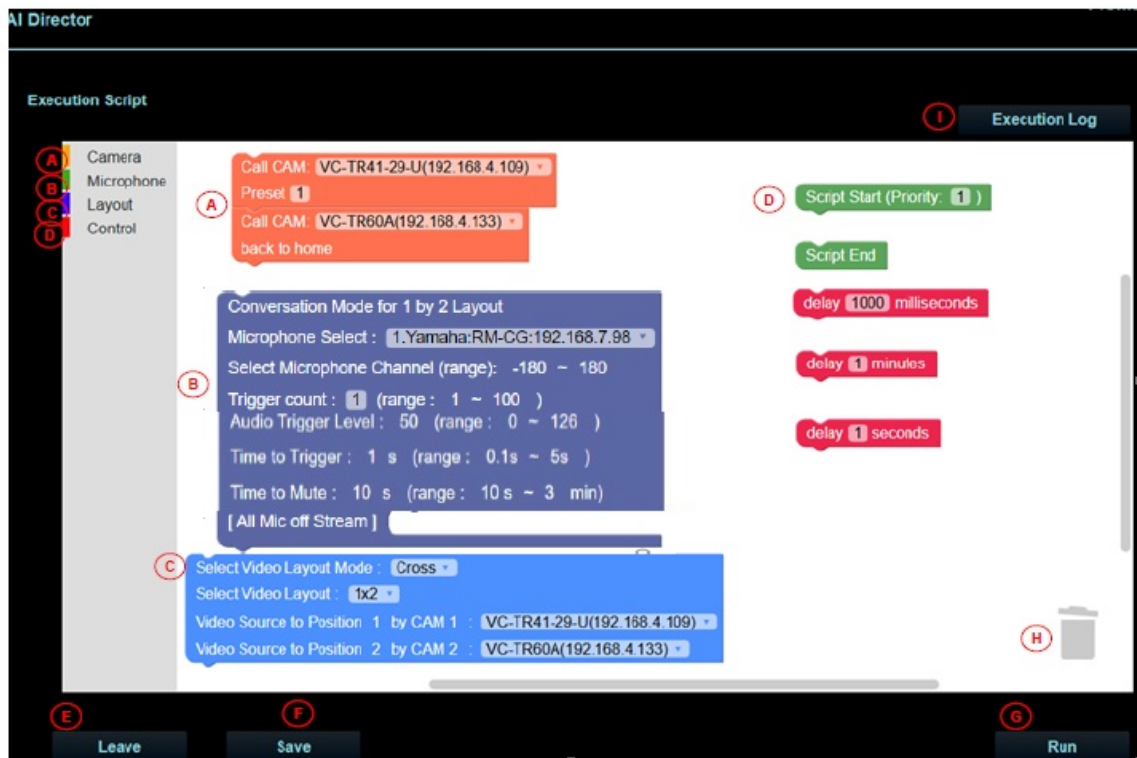 AI Director
Execution Script
I
Execution Log
A
Camera
B
Microphone
C
Layout
D
Control
A
Call CAM: VC-TR41-29-U(192.168.4.109)
Preset 1
Call CAM: VC-TR60A(192.168.4.133)
back to home
B
Conversation Mode for 1 by 2 Layout
Microphone Select : 1.Yamaha:RM-CG:192.168.7.98
Select Microphone Channel (range): -180 ~ 180
Trigger count : 1 (range : 1 ~ 100 )
Audio Trigger Level : 50 (range : 0 ~ 126 )
Time to Trigger : 1 s (range : 0.1s ~ 5s )
Time to Mute : 10 s (range : 10 s ~ 3 min)
[ All Mic off Stream ]
C
Select Video Layout Mode : Cross
Select Video Layout : 1x2
Video Source to Position 1 by CAM 1 : VC-TR41-29-U(192.168.4.109)
Video Source to Position 2 by CAM 2 : VC-TR60A(192.168.4.133)
D
Script Start (Priority: 1 )
Script End
delay 1000 milliseconds
delay 1 minutes
delay 1 seconds
H
E
Leave
F
Save
G
Run